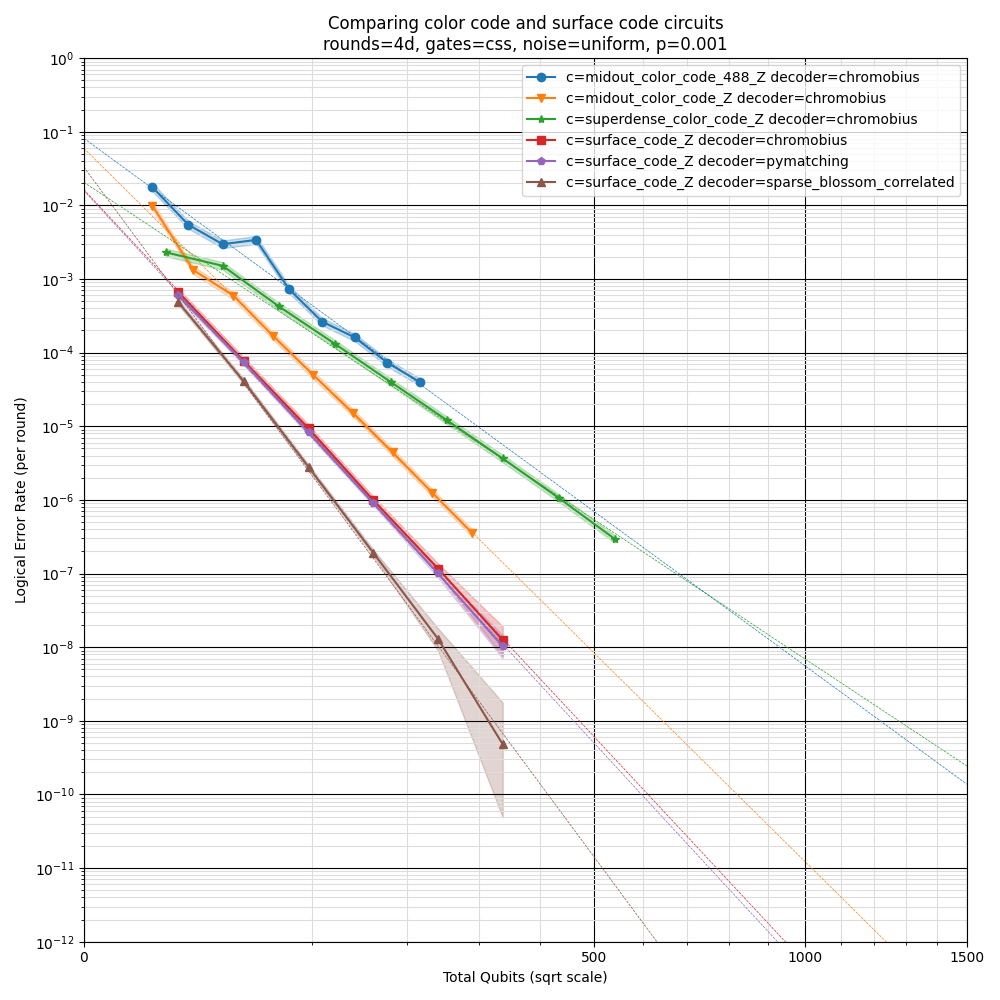 Comparing color code and surface code circuits
rounds=4d, gates=css, noise=uniform, p=0.001
c=midout_color_code_488_Z decoder=chromobius
c=midout_color_code_Z decoder=chromobius
c=superdense_color_code_Z decoder=chromobius
c=surface_code_Z decoder=chromobius
c=surface_code_Z decoder=pymatching
c=surface_code_Z decoder=sparse_blossom_correlated
Logical Error Rate (per round)
10⁰
10⁻¹
10⁻²
10⁻³
10⁻⁴
10⁻⁵
10⁻⁶
10⁻⁷
10⁻⁸
10⁻⁹
10⁻¹⁰
10⁻¹¹
10⁻¹²
0 500 1000 1500
Total Qubits (sqrt scale)